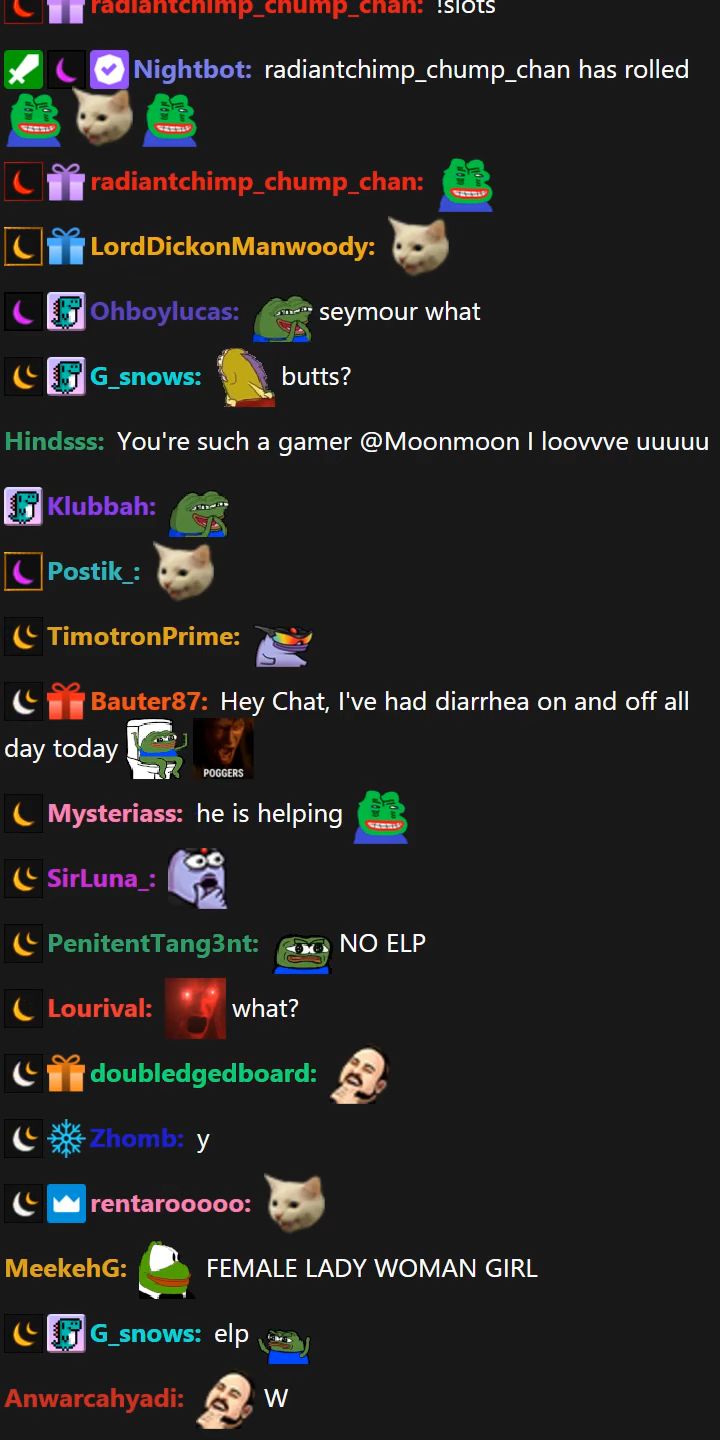 radiantchimp_chump_chan: !slots
Nightbot: radiantchimp_chump_chan has rolled
radiantchimp_chump_chan:
LordDickonManwoody:
Ohboylucas: seymour what
G_snows: butts?
Hindsss: You're such a gamer @Moonmoon I loovvve uuuuu
Klubbah:
Postik_:
TimotronPrime:
Bauter87: Hey Chat, I've had diarrhea on and off all
day today POGGERS
Mysteriass: he is helping
SirLuna_:
PenitentTang3nt: NO ELP
Lourival: what?
doubledgedboard:
Zhomb: y
rentarooooo:
MeekehG: FEMALE LADY WOMAN GIRL
G_snows: elp
Anwarcahyadi: W